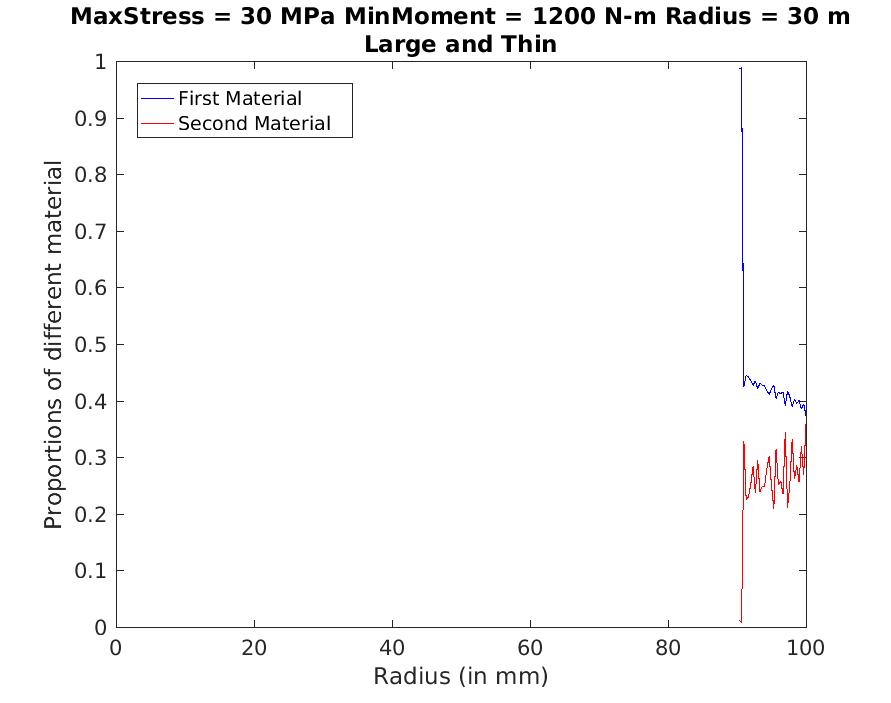 MaxStress = 30 MPa MinMoment = 1200 N-m Radius = 30 m
Large and Thin
1
First Material
0.9
Second Material
0.8
0.7
0.6
0.5
0.4
0.3
0.2
0.1
0
Proportions of different material
0 20 40 60 80 100
Radius (in mm)